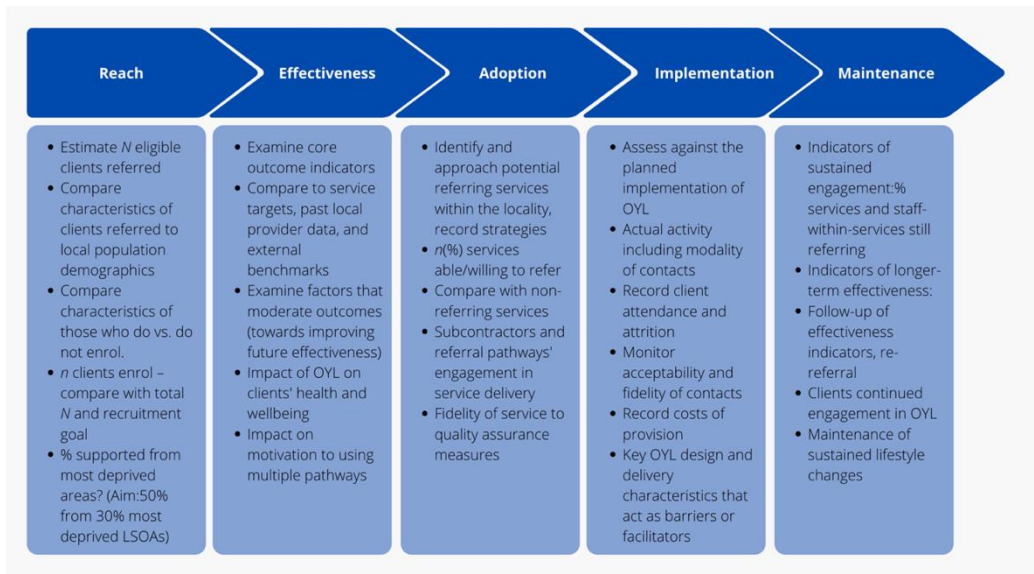 Reach
Effectiveness
Adoption
Implementation
Maintenance
• Estimate N eligible
clients referred
• Compare
characteristics of
clients referred to
local population
demographics
• Compare
characteristics of
those who do vs. do
not enrol.
• n clients enrol –
compare with total
N and recruitment
goal
• % supported from
most deprived
areas? (Aim:50%
from 30% most
deprived LSOAs)
• Examine core
outcome indicators
• Compare to service
targets, past local
provider data, and
external
benchmarks
• Examine factors that
moderate outcomes
(towards improving
future effectiveness)
• Impact of OYL on
clients' health and
wellbeing
• Impact on
motivation to using
multiple pathways
• Identify and
approach potential
referring services
within the locality,
record strategies
• n(%) services
able/willing to refer
• Compare with non-
referring services
• Subcontractors and
referral pathways'
engagement in
service delivery
• Fidelity of service to
quality assurance
measures
• Assess against the
planned
implementation of
OYL
• Actual activity
including modality
of contacts
• Record client
attendance and
attrition
• Monitor
acceptability and
fidelity of contacts
• Record costs of
provision
• Key OYL design and
delivery
characteristics that
act as barriers or
facilitators
• Indicators of
sustained
engagement:%
services and staff-
within-services still
referring
• Indicators of longer-
term effectiveness:
• Follow-up of
effectiveness
indicators, re-
referral
• Clients continued
engagement in OYL
• Maintenance of
sustained lifestyle
changes